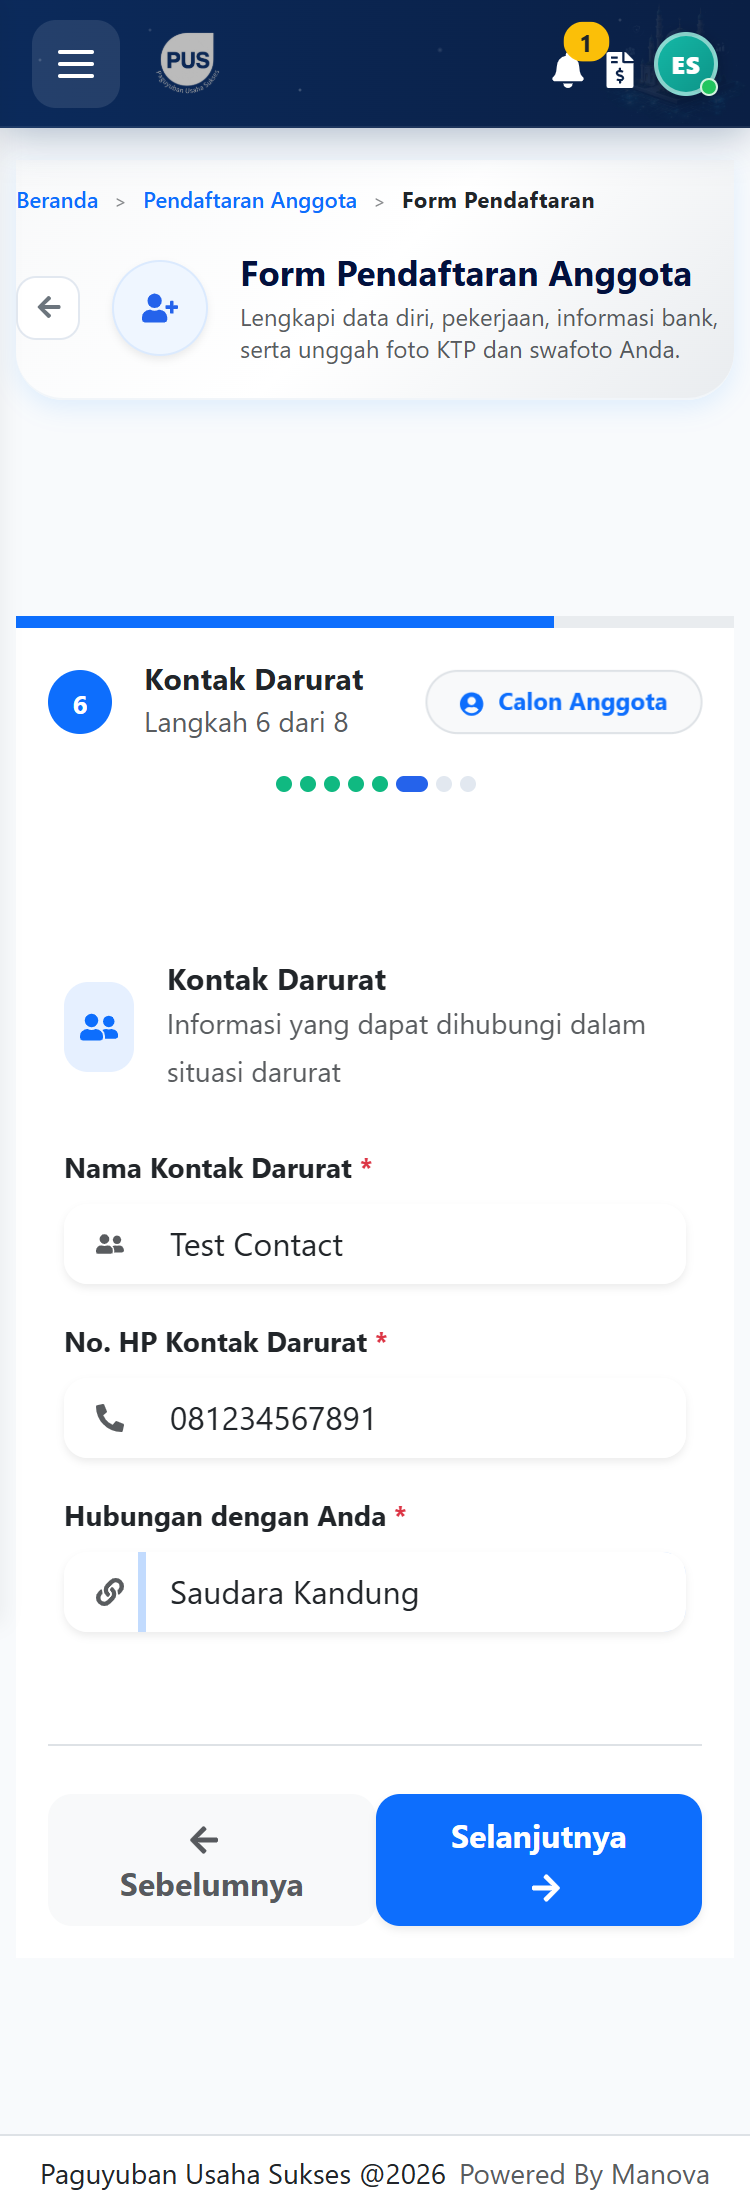 PUS
Paguyuban Usaha Sukses
1
ES
Beranda > Pendaftaran Anggota > Form Pendaftaran
Form Pendaftaran Anggota
Lengkapi data diri, pekerjaan, informasi bank,
serta unggah foto KTP dan swafoto Anda.
6
Kontak Darurat
Langkah 6 dari 8
Calon Anggota
Kontak Darurat
Informasi yang dapat dihubungi dalam
situasi darurat
Nama Kontak Darurat *
Test Contact
No. HP Kontak Darurat *
081234567891
Hubungan dengan Anda *
Saudara Kandung
Sebelumnya
Selanjutnya
Paguyuban Usaha Sukses @2026 Powered By Manova